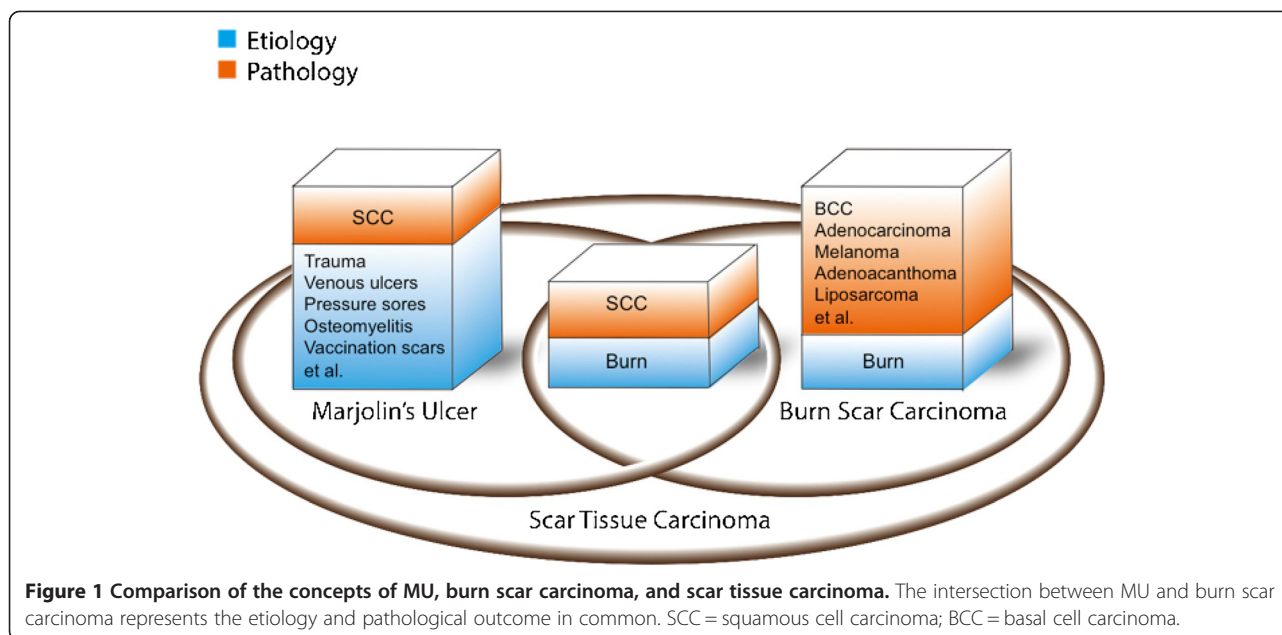 Etiology
Pathology
SCC
Trauma
Venous ulcers
Pressure sores
Osteomyelitis
Vaccination scars
et al.
Marjolin's Ulcer
SCC
Burn
BCC
Adenocarcinoma
Melanoma
Adenoacanthoma
Liposarcoma
et al.
Burn
Burn Scar Carcinoma
Scar Tissue Carcinoma
Figure 1 Comparison of the concepts of MU, burn scar carcinoma, and scar tissue carcinoma. The intersection between MU and burn scar
carcinoma represents the etiology and pathological outcome in common. SCC = squamous cell carcinoma; BCC = basal cell carcinoma.